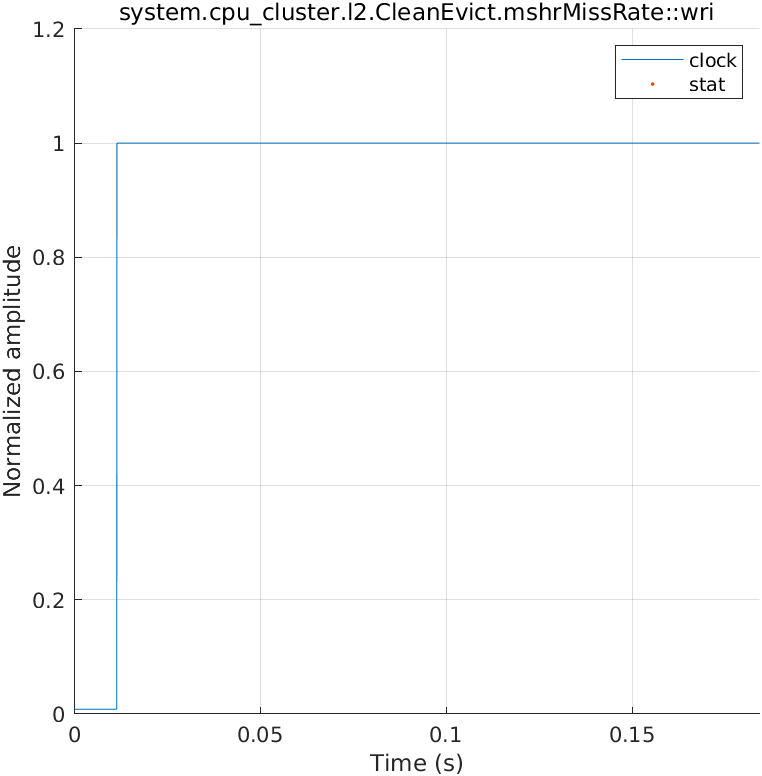 system.cpu_cluster.l2.CleanEvict.mshrMissRate::wri
1.2
1
0.8
0.6
0.4
0.2
0
Normalized amplitude
clock
stat
0
0.05
0.1
0.15
Time (s)